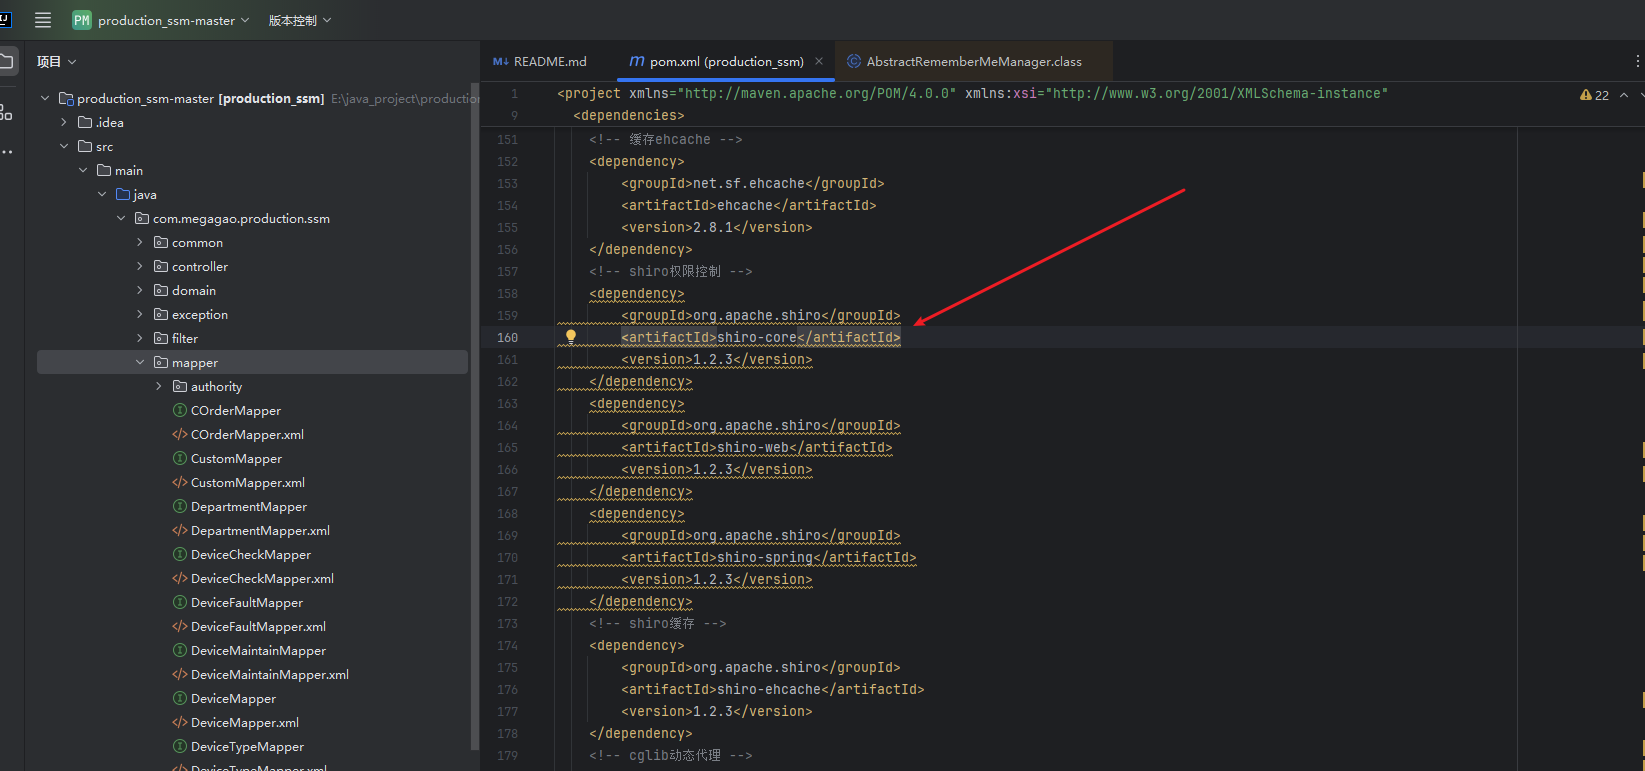 PM production_ssm-master 版本控制
项目
production_ssm-master [production_ssm] E:\java_project\production
.idea
src
main
java
com.megagao.production.ssm
common
controller
domain
exception
filter
mapper
authority
COrderMapper
COrderMapper.xml
CustomMapper
CustomMapper.xml
DepartmentMapper
DepartmentMapper.xml
DeviceCheckMapper
DeviceCheckMapper.xml
DeviceFaultMapper
DeviceFaultMapper.xml
DeviceMaintainMapper
DeviceMaintainMapper.xml
DeviceMapper
DeviceMapper.xml
DeviceTypeMapper
DeviceTypeMapper.xml
README.md pom.xml (production_ssm) AbstractRememberMeManager.class
22
1 <project xmlns="http://maven.apache.org/POM/4.0.0" xmlns:xsi="http://www.w3.org/2001/XMLSchema-instance"
9 <dependencies>
151 <!-- 缓存ehcache -->
152 <dependency>
153 <groupId>net.sf.ehcache</groupId>
154 <artifactId>ehcache</artifactId>
155 <version>2.8.1</version>
156 </dependency>
157 <!-- shiro权限控制 -->
158 <dependency>
159 <groupId>org.apache.shiro</groupId>
160 <artifactId>shiro-core</artifactId>
161 <version>1.2.3</version>
162 </dependency>
163 <dependency>
164 <groupId>org.apache.shiro</groupId>
165 <artifactId>shiro-web</artifactId>
166 <version>1.2.3</version>
167 </dependency>
168 <dependency>
169 <groupId>org.apache.shiro</groupId>
170 <artifactId>shiro-spring</artifactId>
171 <version>1.2.3</version>
172 </dependency>
173 <!-- shiro缓存 -->
174 <dependency>
175 <groupId>org.apache.shiro</groupId>
176 <artifactId>shiro-ehcache</artifactId>
177 <version>1.2.3</version>
178 </dependency>
179 <!-- cglib动态代理 -->